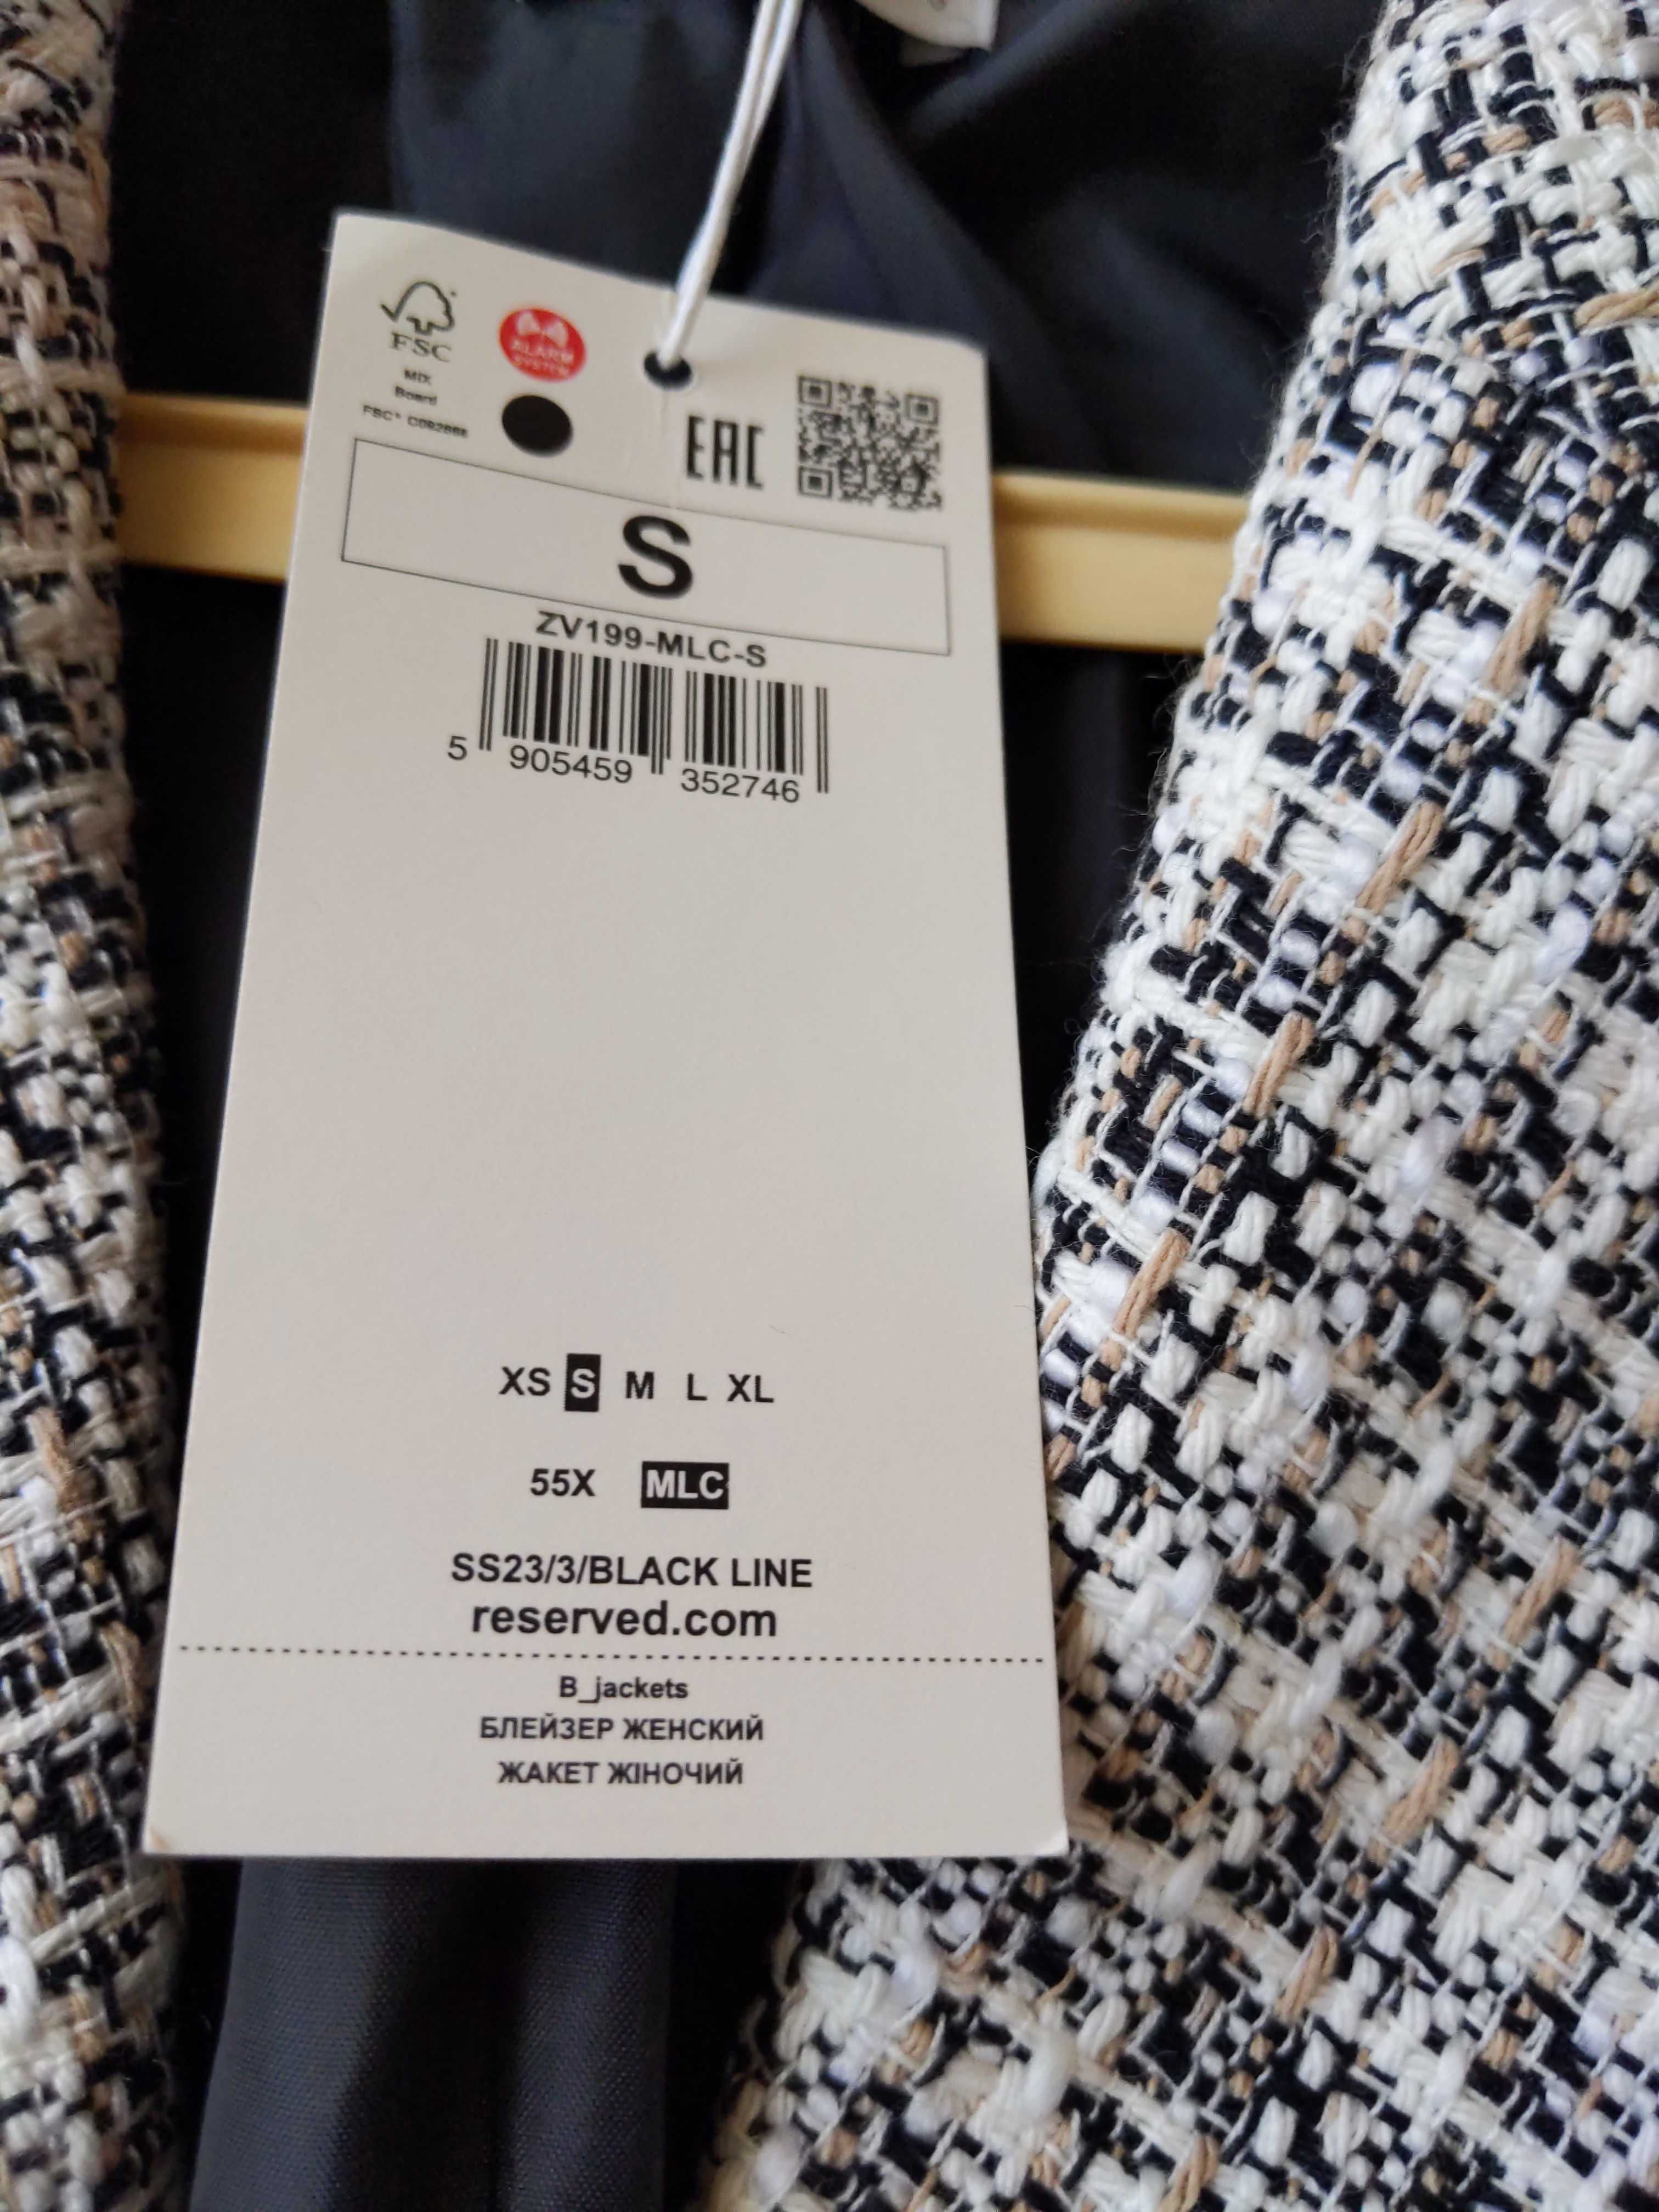 FSC
MIX
Board
ALARM
SYSTEM
EAC
S
ZV199-MLC-S
5 905459 352746
XS S M L XL
55X MLC
SS23/3/BLACK LINE
reserved.com
B_jackets
БЛЕЙЗЕР ЖЕНСКИЙ
ЖАКЕТ ЖІНОЧИЙ